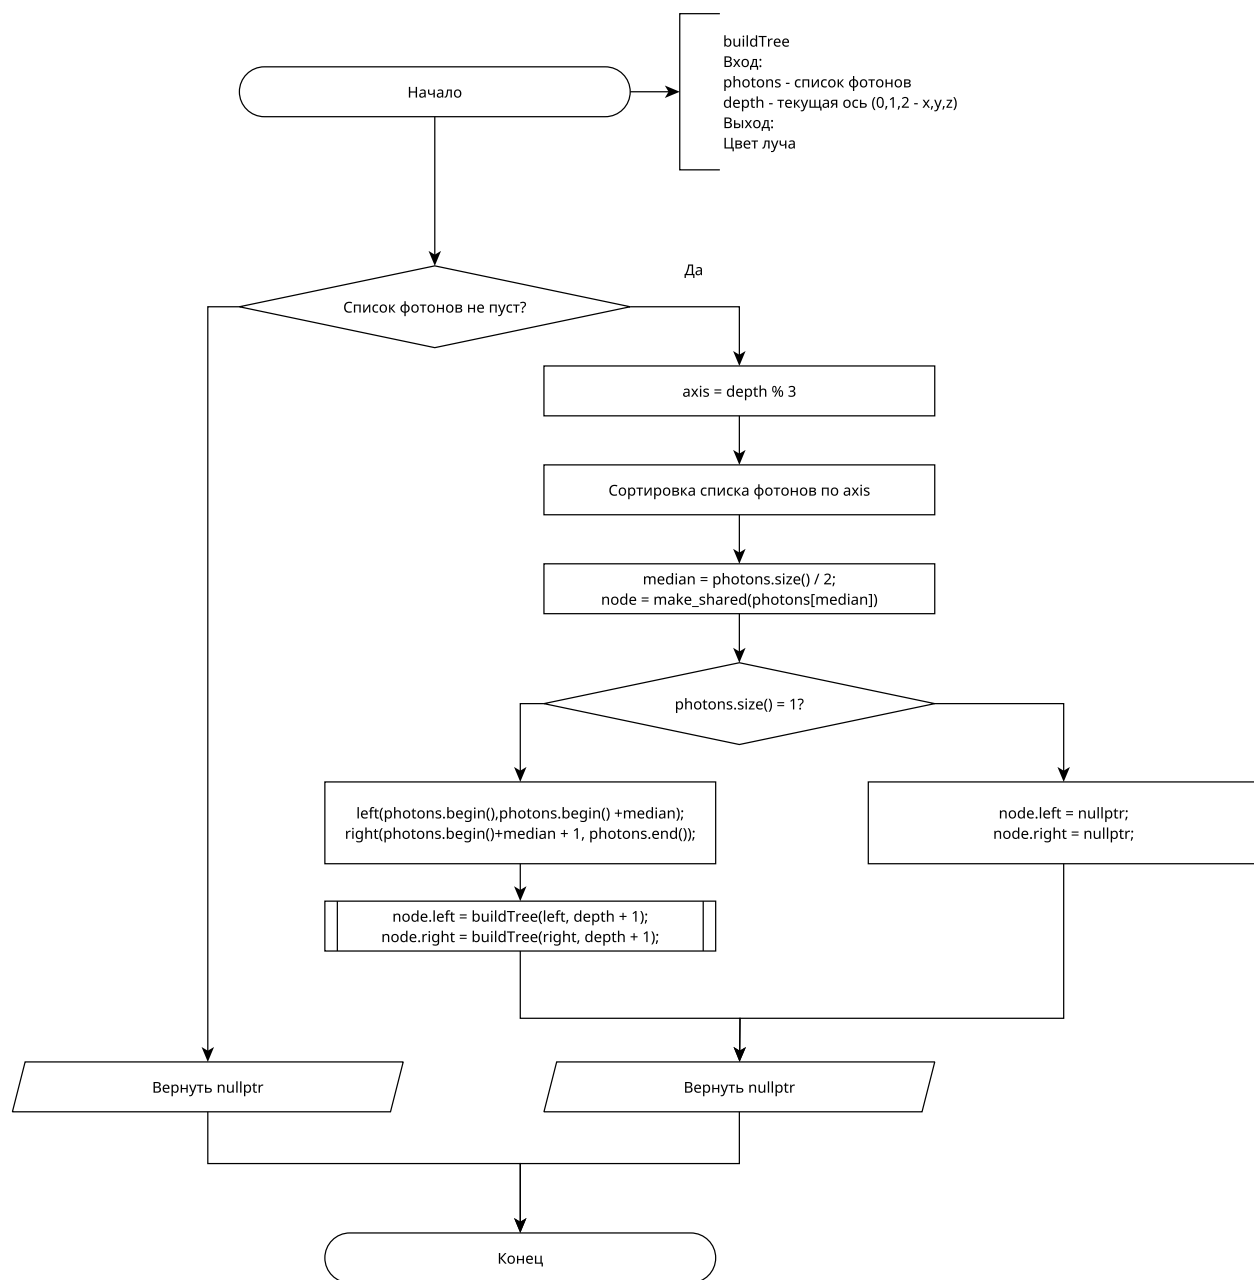 buildTree
Вход:
photons - список фотонов
depth - текущая ось (0,1,2 - x,y,z)
Выход:
Цвет луча
Начало
Да
Список фотонов не пуст?
axis = depth % 3
Сортировка списка фотонов по axis
median = photons.size() / 2;
node = make_shared(photons[median])
photons.size() = 1?
left(photons.begin(),photons.begin() +median);
right(photons.begin()+median + 1, photons.end());
node.left = nullptr;
node.right = nullptr;
node.left = buildTree(left, depth + 1);
node.right = buildTree(right, depth + 1);
Вернуть nullptr
Вернуть nullptr
Конец